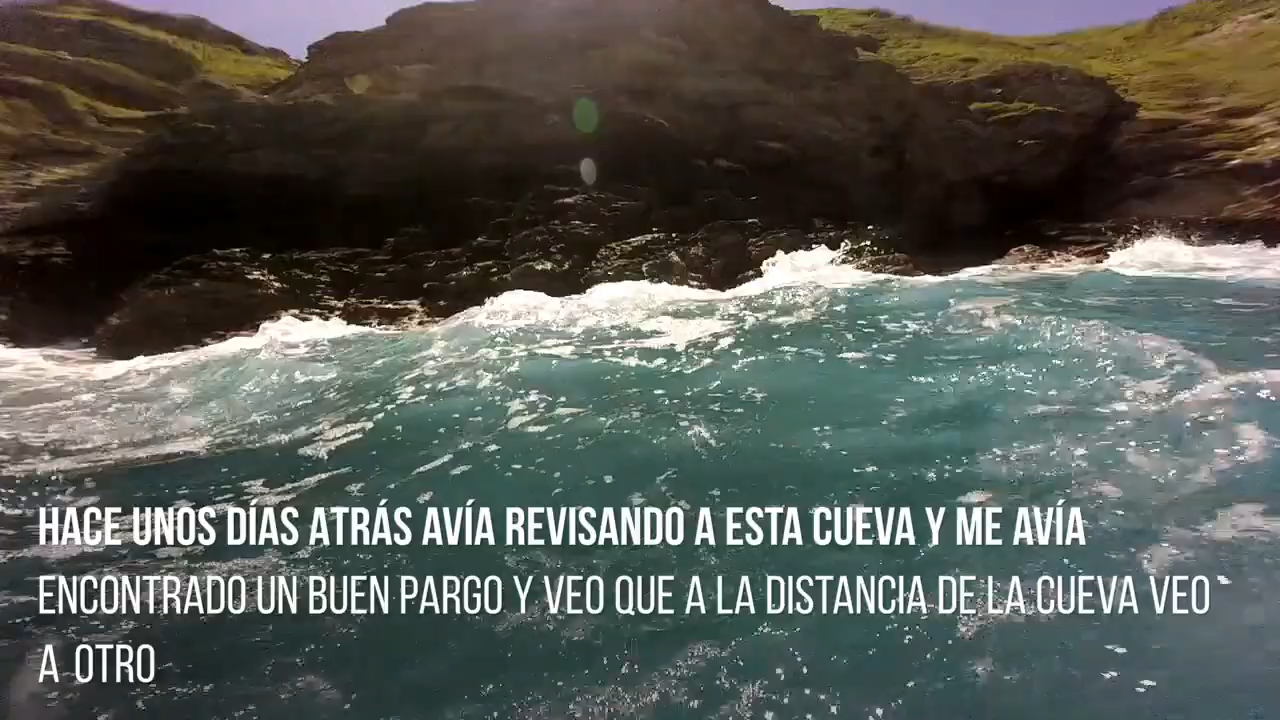 HACE UNOS DÍAS ATRÁS AVÍA REVISANDO A ESTA CUEVA Y ME AVÍA
ENCONTRADO UN BUEN PARGO Y VEO QUE A LA DISTANCIA DE LA CUEVA VEO
A OTRO